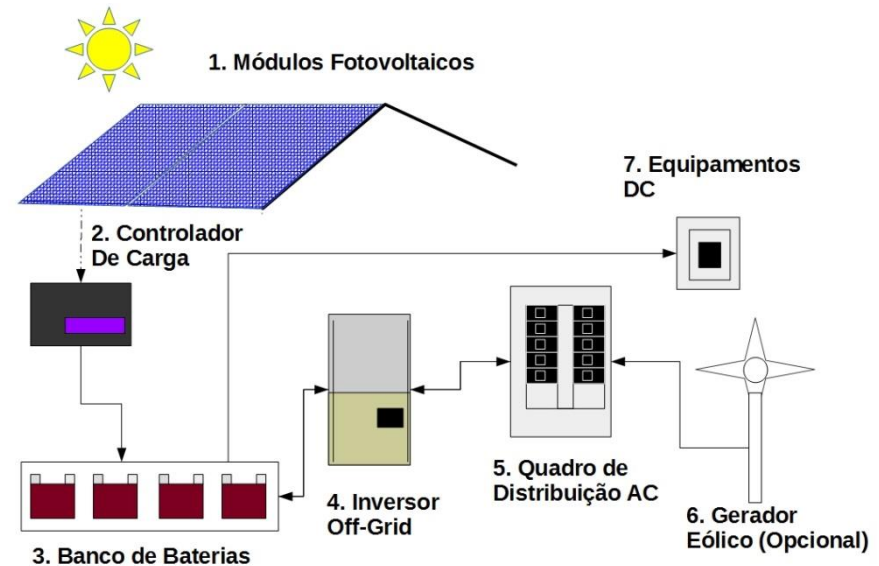 1. Módulos Fotovoltaicos
2. Controlador
De Carga
3. Banco de Baterias
4. Inversor
Off-Grid
5. Quadro de
Distribuição AC
6. Gerador
Eólico (Opcional)
7. Equipamentos
DC